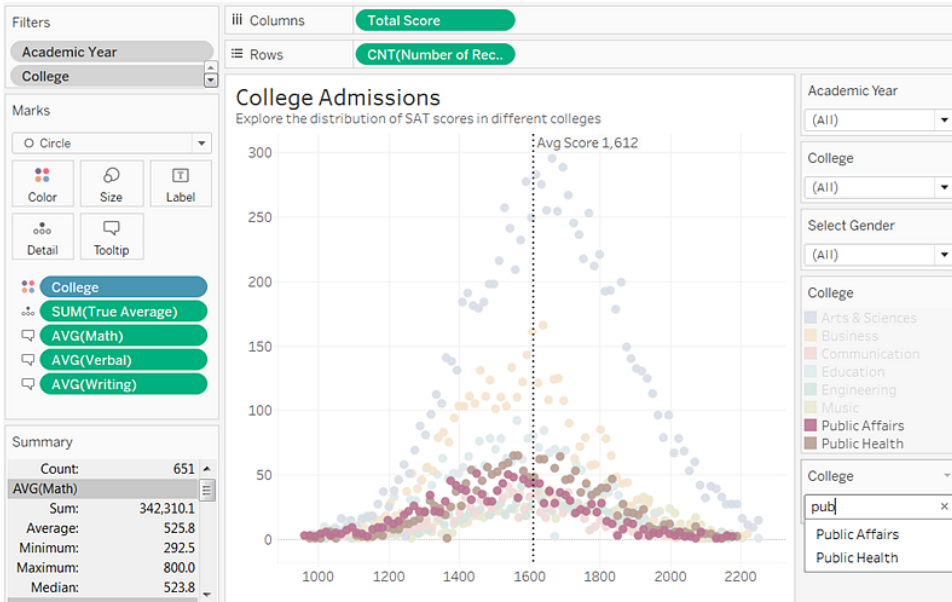 Filters
Academic Year
College
Marks
Circle
Color
Size
Label
Detail
Tooltip
College
SUM(True Average)
AVG(Math)
AVG(Verbal)
AVG(Writing)
Summary
Count: 651
AVG(Math)
Sum: 342,310.1
Average: 525.8
Minimum: 292.5
Maximum: 800.0
Median: 523.8
Columns
Total Score
Rows
CNT(Number of Rec..
College Admissions
Explore the distribution of SAT scores in different colleges
Avg Score 1,612
300
250
200
150
100
50
0
1000 1200 1400 1600 1800 2000 2200
Academic Year
(All)
College
(All)
Select Gender
(All)
College
Arts & Sciences
Business
Communication
Education
Engineering
Music
Public Affairs
Public Health
College
pub
Public Affairs
Public Health